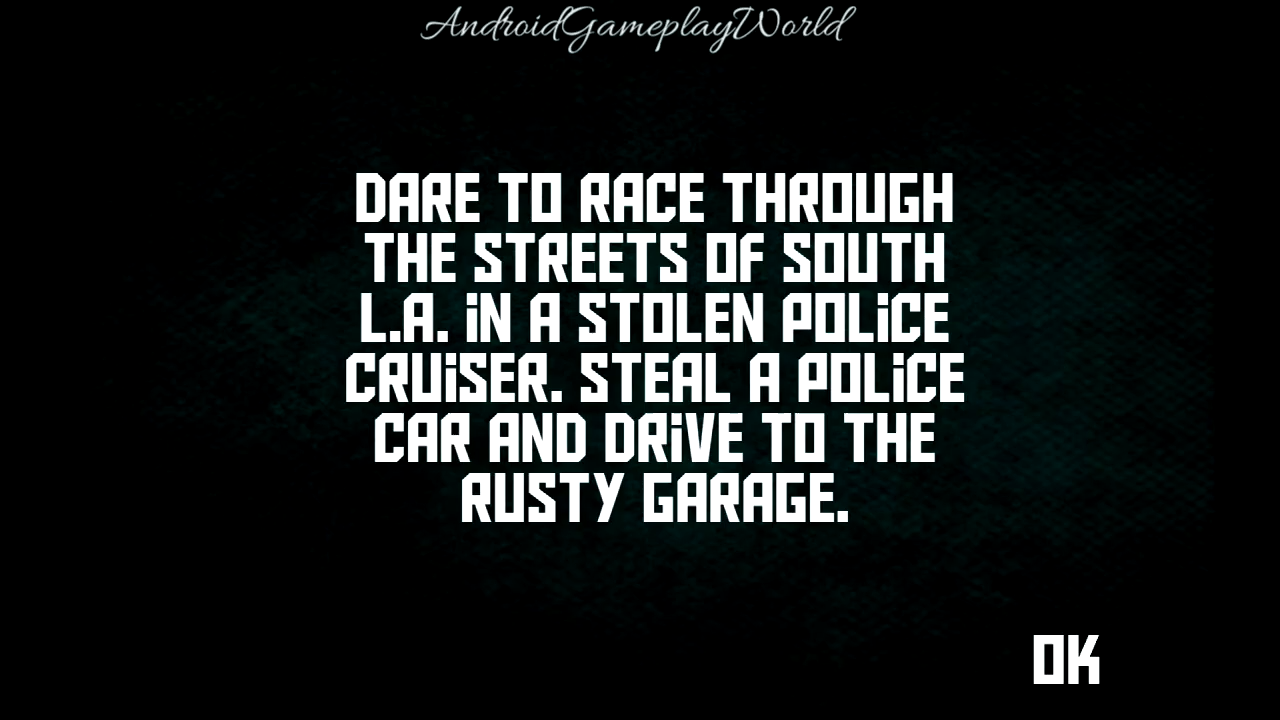 AndroidGameplayWorld
DARE TO RACE THROUGH
THE STREETS OF SOUTH
L.A. iN A STOLEN POLiCE
CRUiSER. STEAL A POLiCE
CAR AND DRiVE TO THE
RUSTY GARAGE.
OK